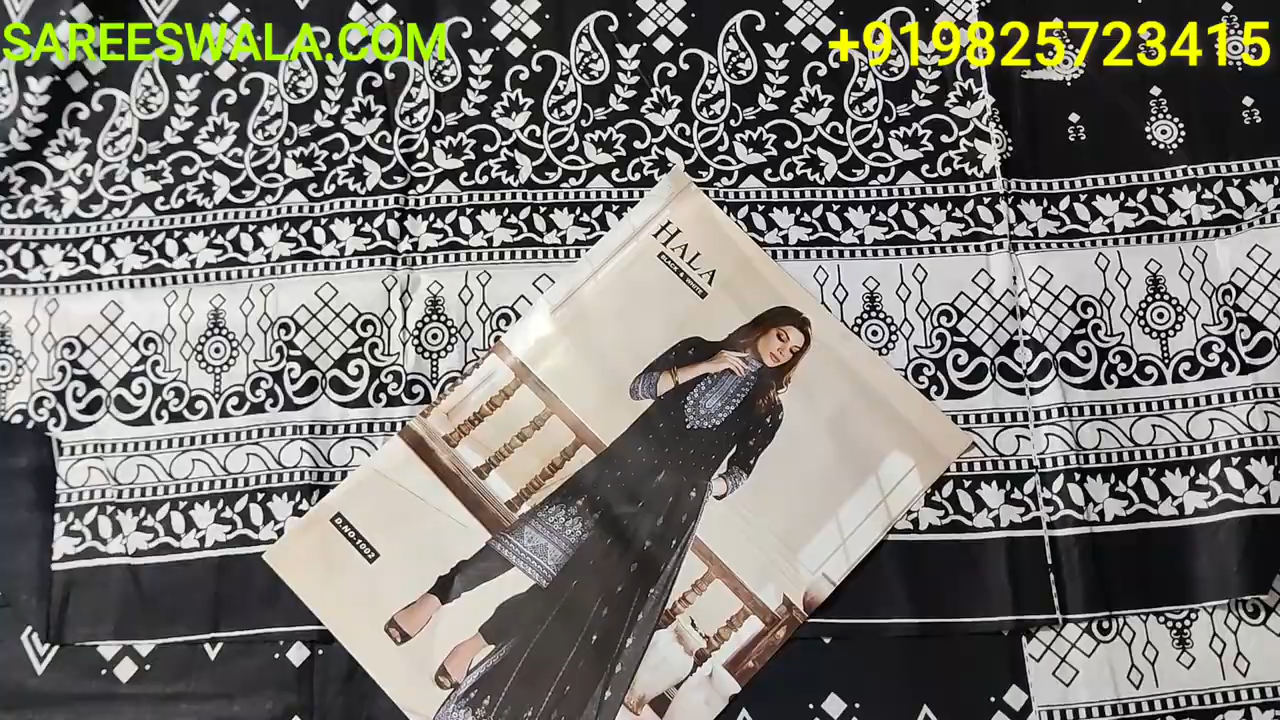 SAREESWALA.COM
+919825723415
HALA
BLACK & WHITE
D.NO-1002